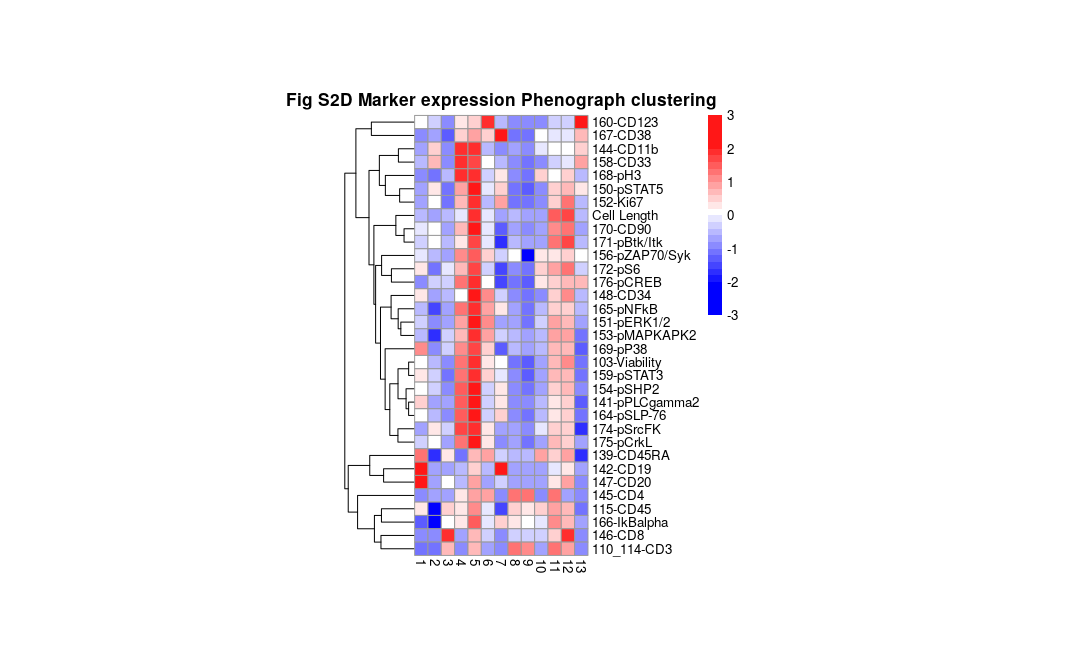 Fig S2D Marker expression Phenograph clustering
160-CD123
167-CD38
144-CD11b
158-CD33
168-pH3
150-pSTAT5
152-Ki67
Cell Length
170-CD90
171-pBtk/Itk
156-pZAP70/Syk
172-pS6
176-pCREB
148-CD34
165-pNFkB
151-pERK1/2
153-pMAPKAPK2
169-pP38
103-Viability
159-pSTAT3
154-pSHP2
141-pPLCgamma2
164-pSLP-76
174-pSrcFK
175-pCrkL
139-CD45RA
142-CD19
147-CD20
145-CD4
115-CD45
166-IkBalpha
146-CD8
110_114-CD3
3
2
1
0
-1
-2
-3
1 2 3 4 5 6 7 8 9 10 11 12 13